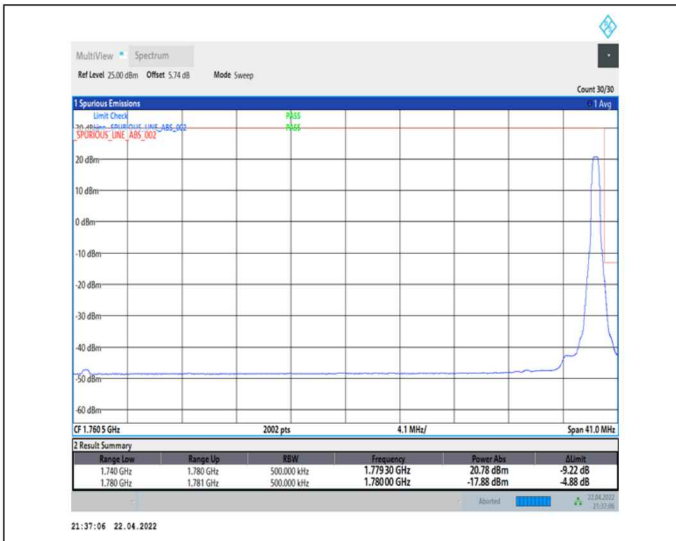 MultiView Spectrum
Ref Level 25.00 dBm Offset 5.74 dB Mode Sweep
Count 30/30
1 Spurious Emissions 1 Avg
Limit Check PASS
30 dBm Line _SPURIOUS_LINE_ABS_002 PASS
_SPURIOUS_LINE_ABS_002
20 dBm
10 dBm
0 dBm
-10 dBm
-20 dBm
-30 dBm
-40 dBm
-50 dBm
-60 dBm
CF 1.7605 GHz 2002 pts 4.1 MHz/ Span 41.0 MHz
2 Result Summary
Range Low Range Up RBW Frequency Power Abs ΔLimit
1.740 GHz 1.780 GHz 500.000 kHz 1.77930 GHz 20.78 dBm -9.22 dB
1.780 GHz 1.781 GHz 500.000 kHz 1.78000 GHz -17.88 dBm -4.88 dB
Aborted 22.04.2022
21:37:06
21:37:06 22.04.2022